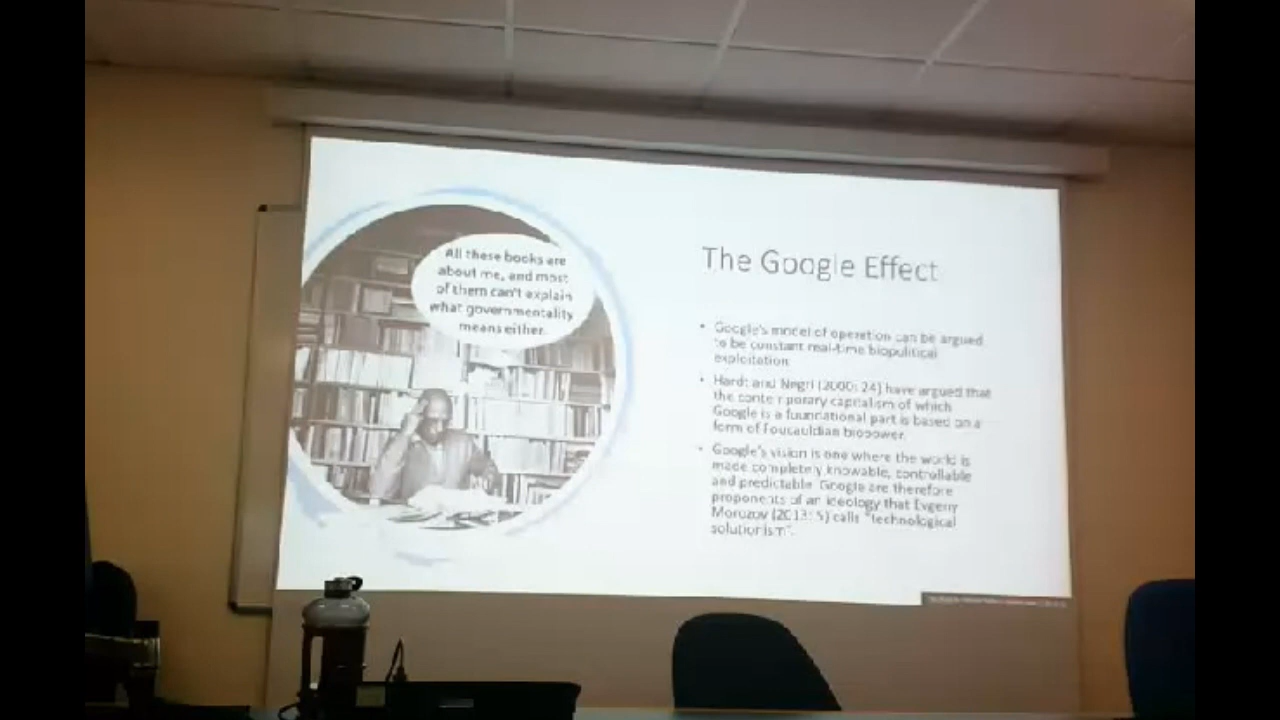 All these books are
about me, and most
of them can't explain
what governmentality
means either.
The Google Effect
• Google's model of operation can be argued
to be constant real-time biopolitical
exploitation.
• Hardt and Negri (2000: 24) have argued that
the contemporary capitalism of which
Google is a foundational part is based on a
form of Foucauldian biopower.
• Google's vision is one where the world is
made completely knowable, controllable
and predictable. Google are therefore
proponents of an ideology that Evgeny
Morozov (2013: 5) calls "technological
solutionism".